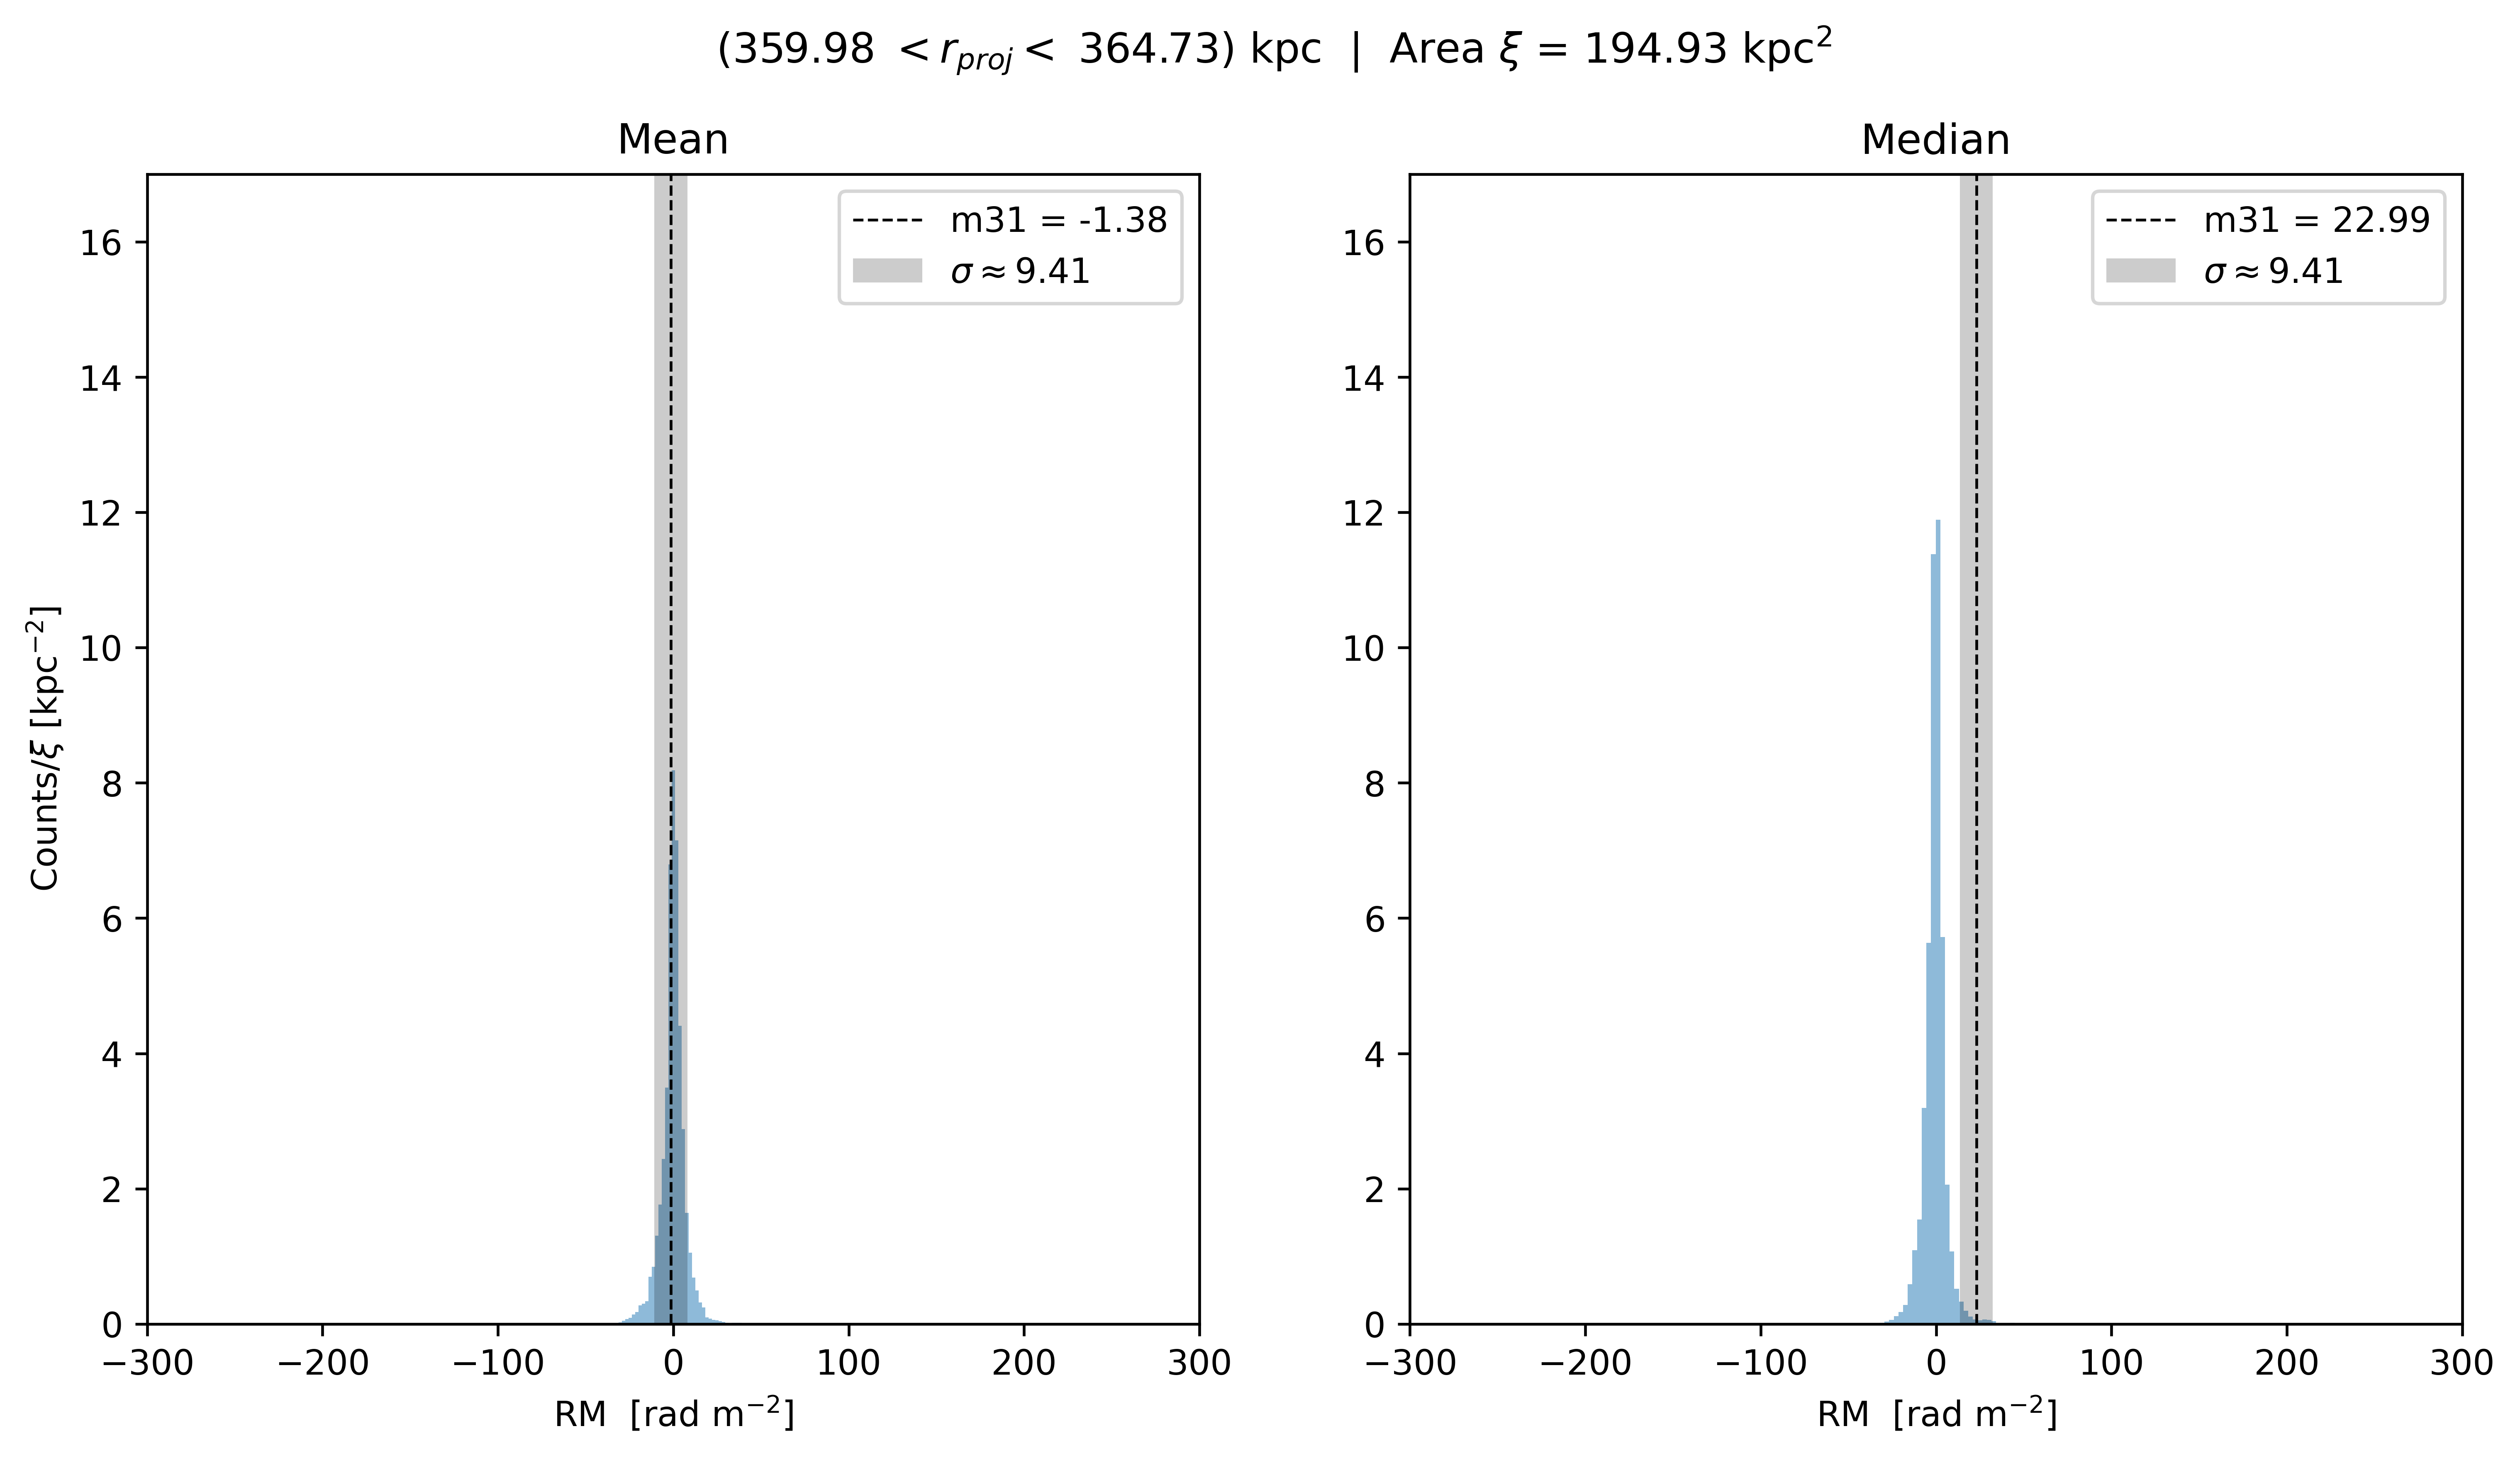 (359.98 < r_proj < 364.73) kpc | Area ξ = 194.93 kpc²
Mean
m31 = -1.38
σ ≈ 9.41
16
14
12
10
8
6
4
2
0
Counts/ξ [kpc⁻²]
−300 −200 −100 0 100 200 300
RM [rad m⁻²]
Median
m31 = 22.99
σ ≈ 9.41
16
14
12
10
8
6
4
2
0
−300 −200 −100 0 100 200 300
RM [rad m⁻²]